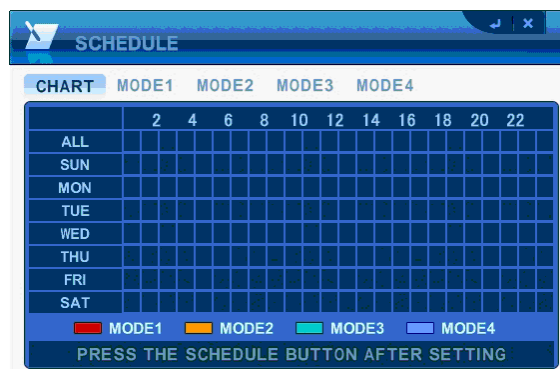 SCHEDULE
CHART MODE1 MODE2 MODE3 MODE4
2 4 6 8 10 12 14 16 18 20 22
ALL
SUN
MON
TUE
WED
THU
FRI
SAT
MODE1 MODE2 MODE3 MODE4
PRESS THE SCHEDULE BUTTON AFTER SETTING